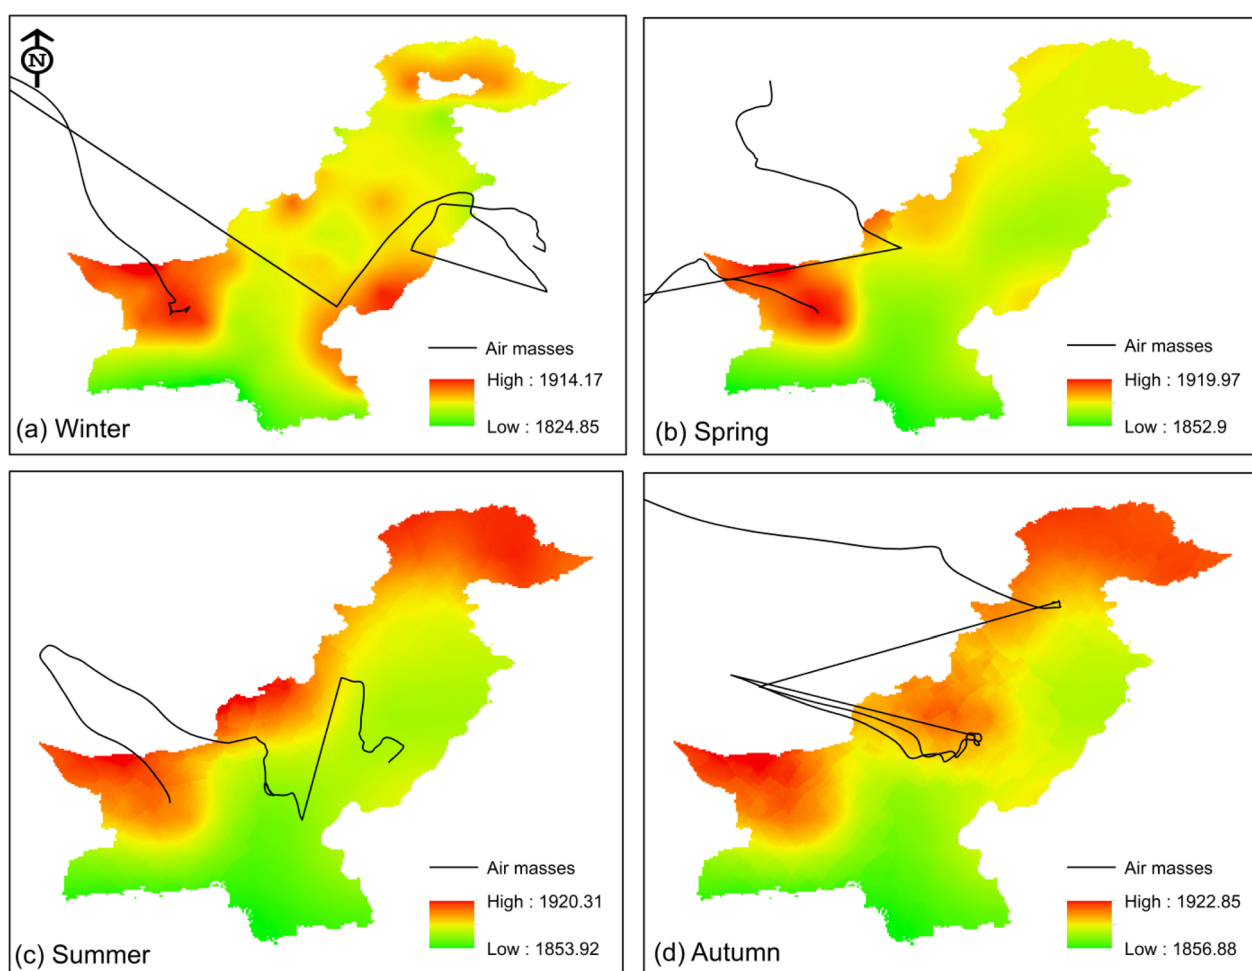 N
Air masses
High : 1914.17
Low : 1824.85
(a) Winter
Air masses
High : 1919.97
Low : 1852.9
(b) Spring
Air masses
High : 1920.31
Low : 1853.92
(c) Summer
Air masses
High : 1922.85
Low : 1856.88
(d) Autumn